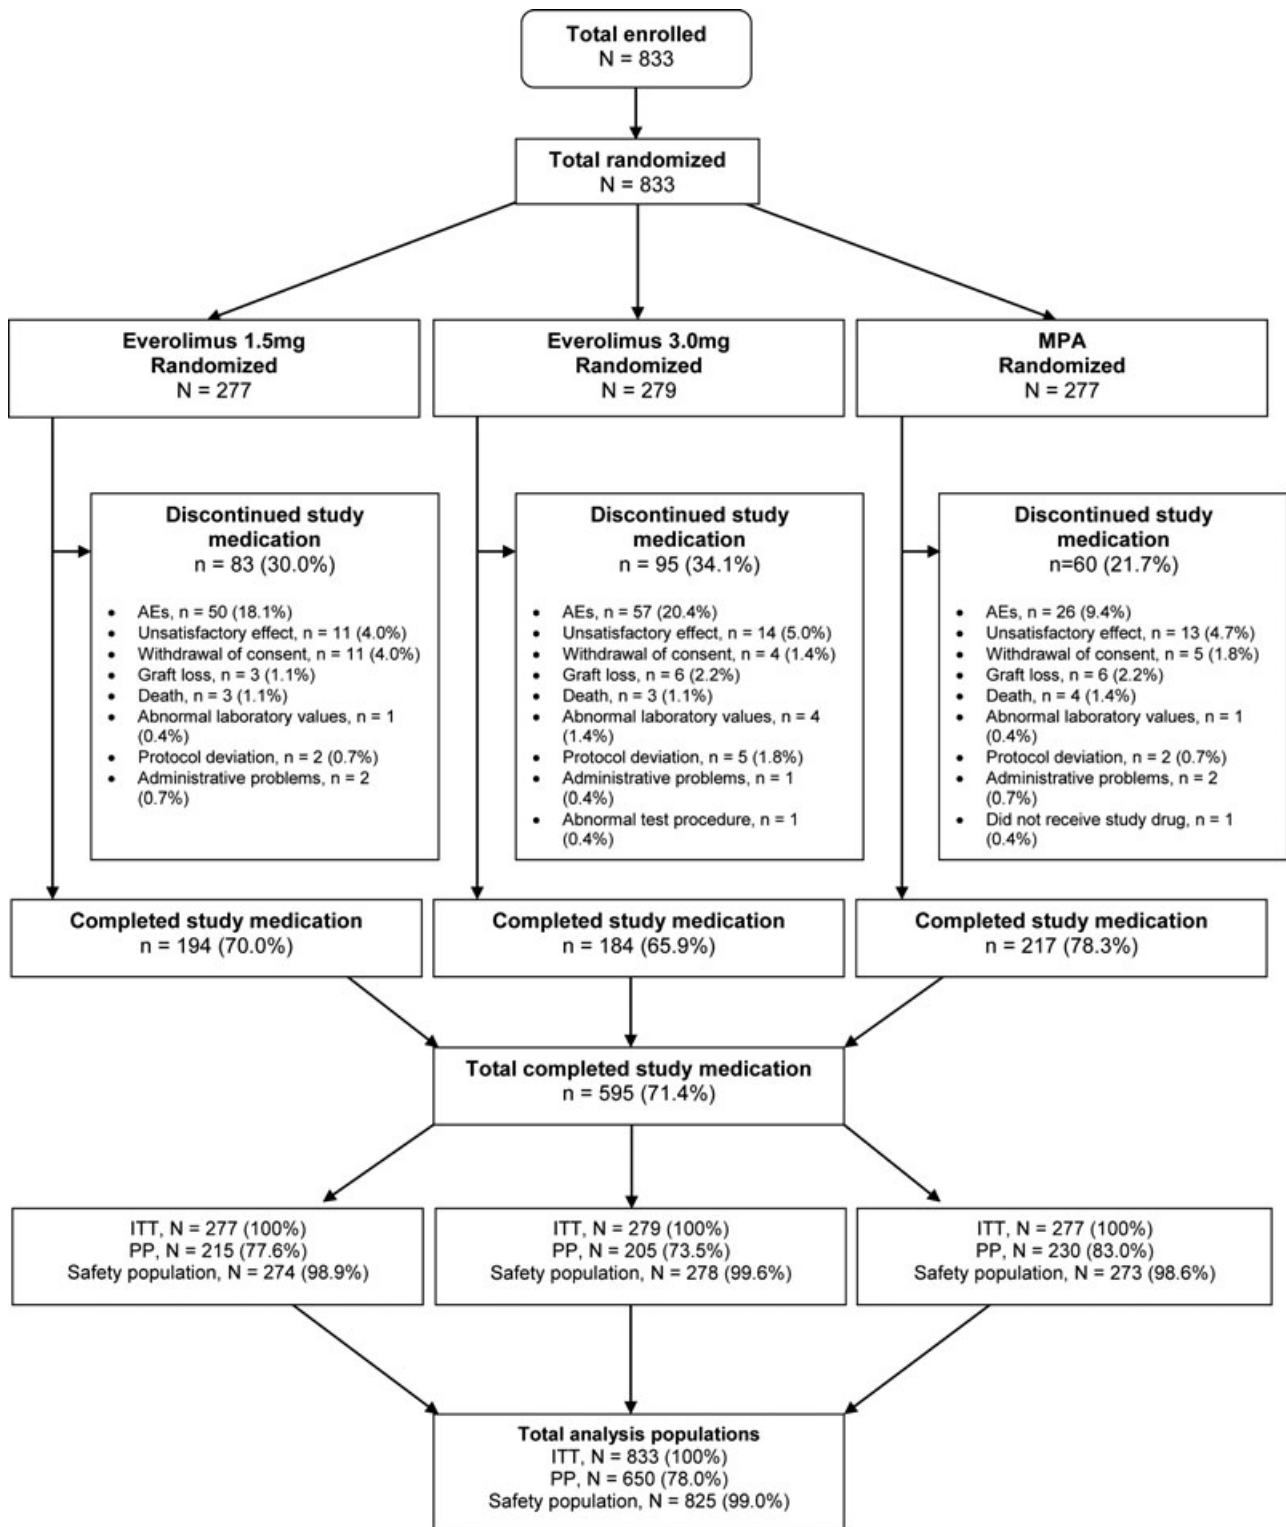 Total enrolled
N = 833
Total randomized
N = 833
Everolimus 1.5mg
Randomized
N = 277
Everolimus 3.0mg
Randomized
N = 279
MPA
Randomized
N = 277
Discontinued study
medication
n = 83 (30.0%)
• AEs, n = 50 (18.1%)
• Unsatisfactory effect, n = 11 (4.0%)
• Withdrawal of consent, n = 11 (4.0%)
• Graft loss, n = 3 (1.1%)
• Death, n = 3 (1.1%)
• Abnormal laboratory values, n = 1
(0.4%)
• Protocol deviation, n = 2 (0.7%)
• Administrative problems, n = 2
(0.7%)
Discontinued study
medication
n = 95 (34.1%)
• AEs, n = 57 (20.4%)
• Unsatisfactory effect, n = 14 (5.0%)
• Withdrawal of consent, n = 4 (1.4%)
• Graft loss, n = 6 (2.2%)
• Death, n = 3 (1.1%)
• Abnormal laboratory values, n = 4
(1.4%)
• Protocol deviation, n = 5 (1.8%)
• Administrative problems, n = 1
(0.4%)
• Abnormal test procedure, n = 1
(0.4%)
Discontinued study
medication
n=60 (21.7%)
• AEs, n = 26 (9.4%)
• Unsatisfactory effect, n = 13 (4.7%)
• Withdrawal of consent, n = 5 (1.8%)
• Graft loss, n = 6 (2.2%)
• Death, n = 4 (1.4%)
• Abnormal laboratory values, n = 1
(0.4%)
• Protocol deviation, n = 2 (0.7%)
• Administrative problems, n = 2
(0.7%)
• Did not receive study drug, n = 1
(0.4%)
Completed study medication
n = 194 (70.0%)
Completed study medication
n = 184 (65.9%)
Completed study medication
n = 217 (78.3%)
Total completed study medication
n = 595 (71.4%)
ITT, N = 277 (100%)
PP, N = 215 (77.6%)
Safety population, N = 274 (98.9%)
ITT, N = 279 (100%)
PP, N = 205 (73.5%)
Safety population, N = 278 (99.6%)
ITT, N = 277 (100%)
PP, N = 230 (83.0%)
Safety population, N = 273 (98.6%)
Total analysis populations
ITT, N = 833 (100%)
PP, N = 650 (78.0%)
Safety population, N = 825 (99.0%)